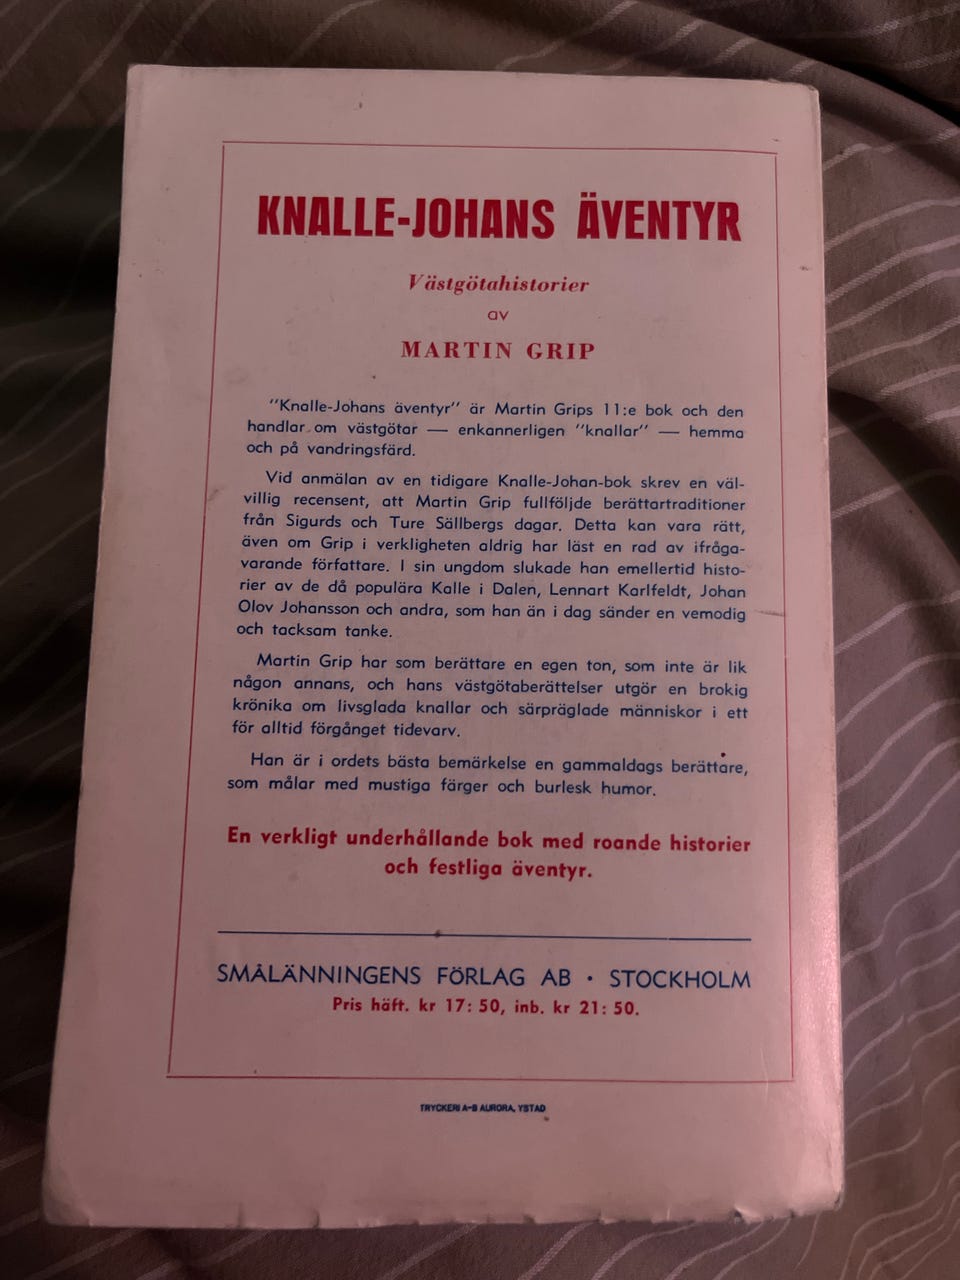 KNALLE-JOHANS ÄVENTYR
Västgötahistorier
av
MARTIN GRIP
"Knalle-Johans äventyr" är Martin Grips 11:e bok och den
handlar om västgötar — enkannerligen "knallar" — hemma
och på vandringsfärd.
Vid anmälan av en tidigare Knalle-Johan-bok skrev en väl-
villig recensent, att Martin Grip fullföljde berättartraditioner
från Sigurds och Ture Sällbergs dagar. Detta kan vara rätt,
även om Grip i verkligheten aldrig har läst en rad av ifråga-
varande författare. I sin ungdom slukade han emellertid histo-
rier av de då populära Kalle i Dalen, Lennart Karlfeldt, Johan
Olov Johansson och andra, som han än i dag sänder en vemodig
och tacksam tanke.
Martin Grip har som berättare en egen ton, som inte är lik
någon annans, och hans västgötaberättelser utgör en brokig
krönika om livsglada knallar och särpräglade människor i ett
för alltid förgånget tidevarv.
Han är i ordets bästa bemärkelse en gammaldags berättare,
som målar med mustiga färger och burlesk humor.
En verkligt underhållande bok med roande historier
och festliga äventyr.
SMÅLÄNNINGENS FÖRLAG AB · STOCKHOLM
Pris häft. kr 17: 50, inb. kr 21: 50.
TRYCKERI A-B AURORA, YSTAD